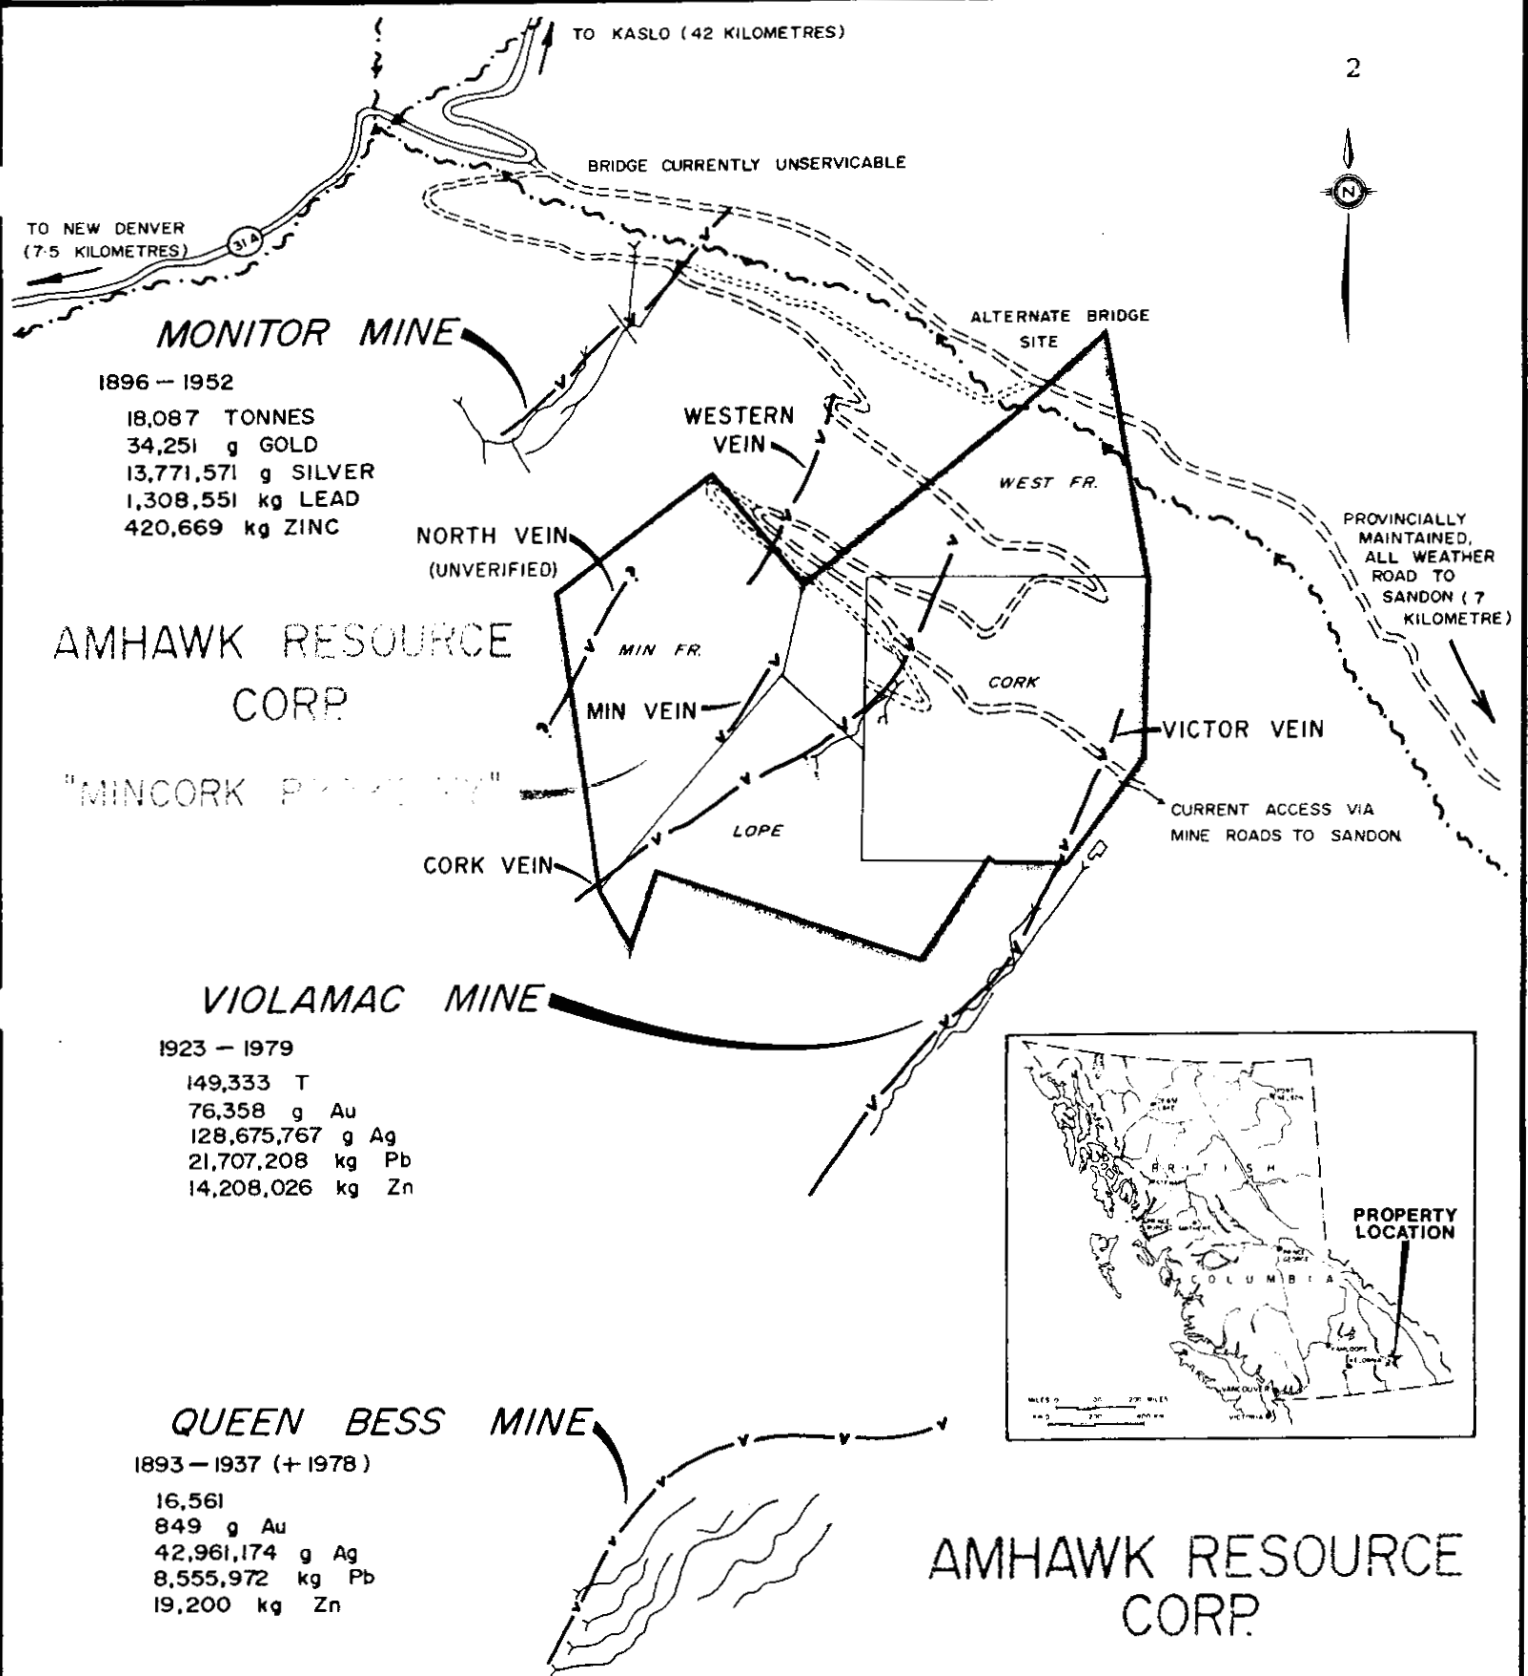 TO KASLO (42 KILOMETRES)
2
BRIDGE CURRENTLY UNSERVICABLE
N
TO NEW DENVER
(7.5 KILOMETRES)
31A
MONITOR MINE
1896 – 1952
18,087 TONNES
34,251 g GOLD
13,771,571 g SILVER
1,308,551 kg LEAD
420,669 kg ZINC
ALTERNATE BRIDGE
SITE
WESTERN
VEIN
WEST FR.
NORTH VEIN
(UNVERIFIED)
PROVINCIALLY
MAINTAINED,
ALL WEATHER
ROAD TO
SANDON (7
KILOMETRE)
AMHAWK RESOURCE
CORP.
MIN FR.
CORK
MIN VEIN
VICTOR VEIN
"MINCORK
LOPE
CURRENT ACCESS VIA
MINE ROADS TO SANDON
CORK VEIN
VIOLAMAC MINE
1923 – 1979
149,333 T
76,358 g Au
128,675,767 g Ag
21,707,208 kg Pb
14,208,026 kg Zn
BRITISH
COLUMBIA
PRINCE
GEORGE
KAMLOOPS
VANCOUVER
VICTORIA
PROPERTY
LOCATION
QUEEN BESS MINE
1893 – 1937 (+ 1978)
16,561
849 g Au
42,961,174 g Ag
8,555,972 kg Pb
19,200 kg Zn
AMHAWK RESOURCE
CORP.